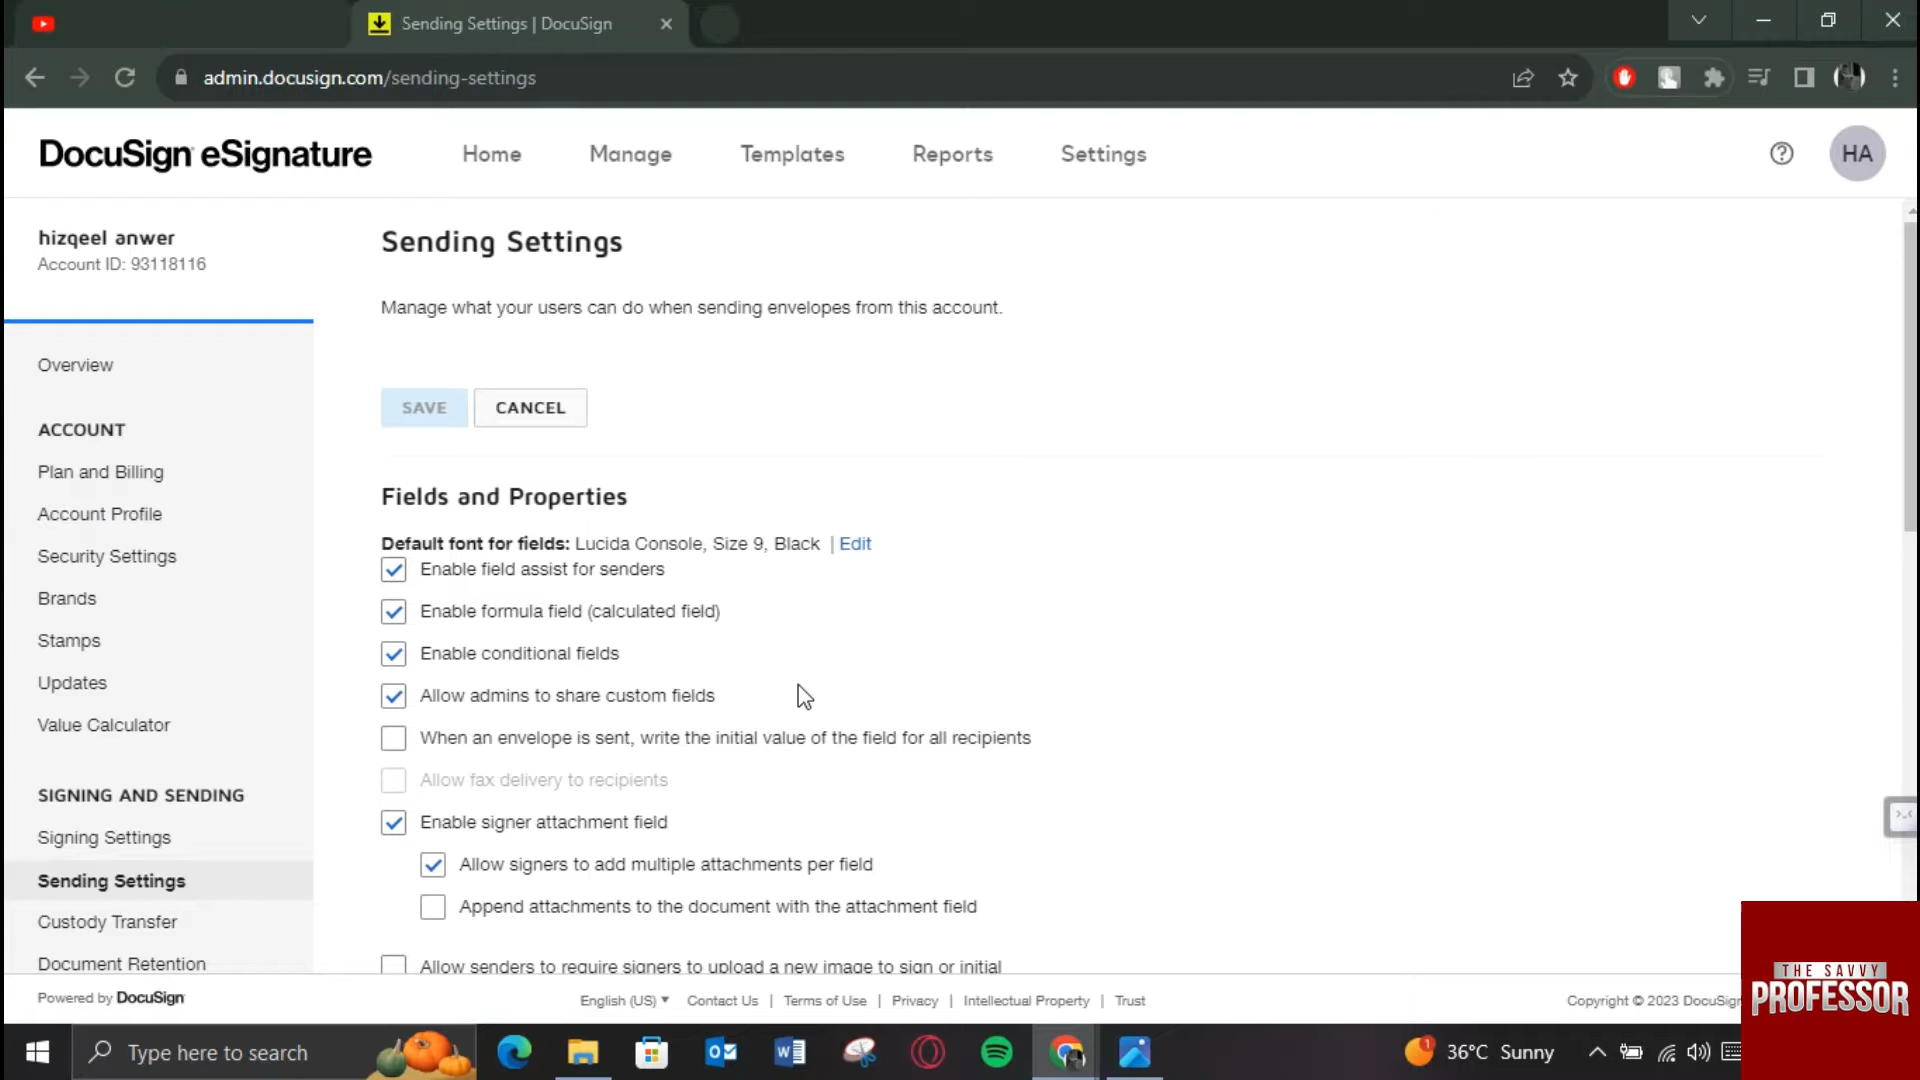 Sending Settings | DocuSign
admin.docusign.com/sending-settings
DocuSign eSignature
Home
Manage
Templates
Reports
Settings
HA
hizqeel anwer
Account ID: 93118116
Overview
ACCOUNT
Plan and Billing
Account Profile
Security Settings
Brands
Stamps
Updates
Value Calculator
SIGNING AND SENDING
Signing Settings
Sending Settings
Custody Transfer
Document Retention
Sending Settings
Manage what your users can do when sending envelopes from this account.
SAVE
CANCEL
Fields and Properties
Default font for fields: Lucida Console, Size 9, Black | Edit
Enable field assist for senders
Enable formula field (calculated field)
Enable conditional fields
Allow admins to share custom fields
When an envelope is sent, write the initial value of the field for all recipients
Allow fax delivery to recipients
Enable signer attachment field
Allow signers to add multiple attachments per field
Append attachments to the document with the attachment field
Allow senders to require signers to upload a new image to sign or initial
Powered by DocuSign
English (US) | Contact Us | Terms of Use | Privacy | Intellectual Property | Trust
Copyright © 2023 DocuSign
THE SAVVY
PROFESSOR
Type here to search
1
36°C Sunny